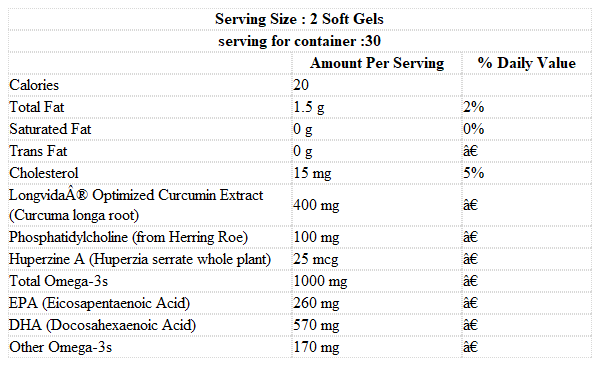 Serving Size : 2 Soft Gels
serving for container :30
Amount Per Serving % Daily Value
Calories 20
Total Fat 1.5 g 2%
Saturated Fat 0 g 0%
Trans Fat 0 g â€
Cholesterol 15 mg 5%
LongvidaÂ® Optimized Curcumin Extract
(Curcuma longa root) 400 mg â€
Phosphatidylcholine (from Herring Roe) 100 mg â€
Huperzine A (Huperzia serrate whole plant) 25 mcg â€
Total Omega-3s 1000 mg â€
EPA (Eicosapentaenoic Acid) 260 mg â€
DHA (Docosahexaenoic Acid) 570 mg â€
Other Omega-3s 170 mg â€